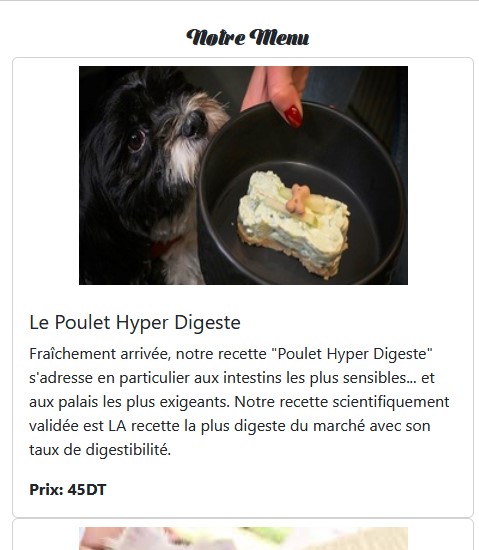 Notre Menu
Le Poulet Hyper Digeste
Fraîchement arrivée, notre recette "Poulet Hyper Digeste"
s'adresse en particulier aux intestins les plus sensibles... et
aux palais les plus exigeants. Notre recette scientifiquement
validée est LA recette la plus digeste du marché avec son
taux de digestibilité.
Prix: 45DT